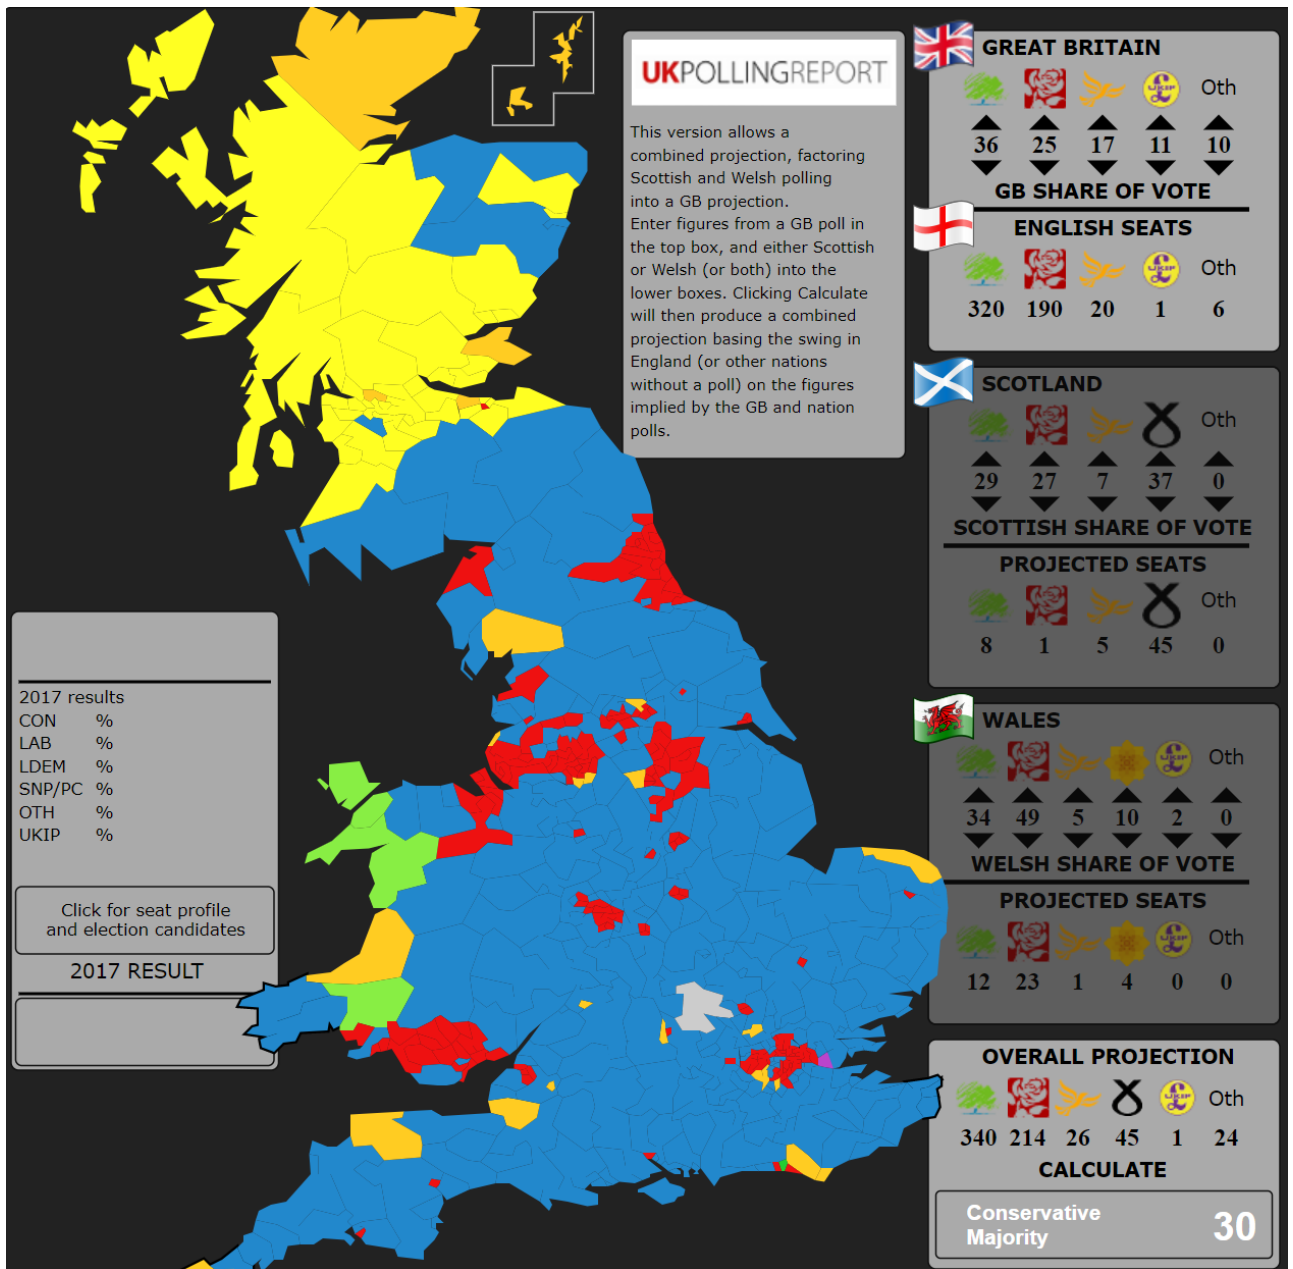 UKPOLLINGREPORT
This version allows a
combined projection, factoring
Scottish and Welsh polling
into a GB projection.
Enter figures from a GB poll in
the top box, and either Scottish
or Welsh (or both) into the
lower boxes. Clicking Calculate
will then produce a combined
projection basing the swing in
England (or other nations
without a poll) on the figures
implied by the GB and nation
polls.
GREAT BRITAIN
UKIP £ Oth
36 25 17 11 10
GB SHARE OF VOTE
ENGLISH SEATS
UKIP £ Oth
320 190 20 1 6
SCOTLAND
Oth
29 27 7 37 0
SCOTTISH SHARE OF VOTE
PROJECTED SEATS
Oth
8 1 5 45 0
WALES
UKIP £ Oth
34 49 5 10 2 0
WELSH SHARE OF VOTE
PROJECTED SEATS
UKIP £ Oth
12 23 1 4 0 0
OVERALL PROJECTION
UKIP £ Oth
340 214 26 45 1 24
CALCULATE
Conservative
Majority 30
2017 results
CON %
LAB %
LDEM %
SNP/PC %
OTH %
UKIP %
Click for seat profile
and election candidates
2017 RESULT